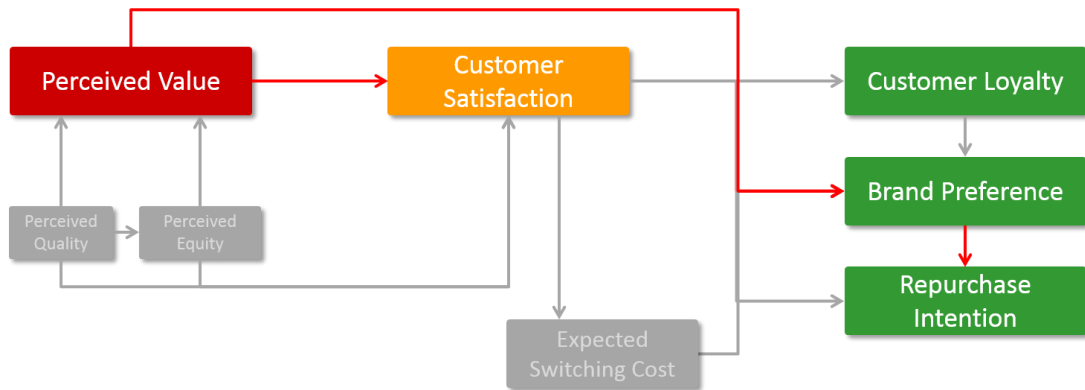 Perceived Value
Customer
Satisfaction
Customer Loyalty
Brand Preference
Perceived
Quality
Perceived
Equity
Repurchase
Intention
Expected
Switching Cost